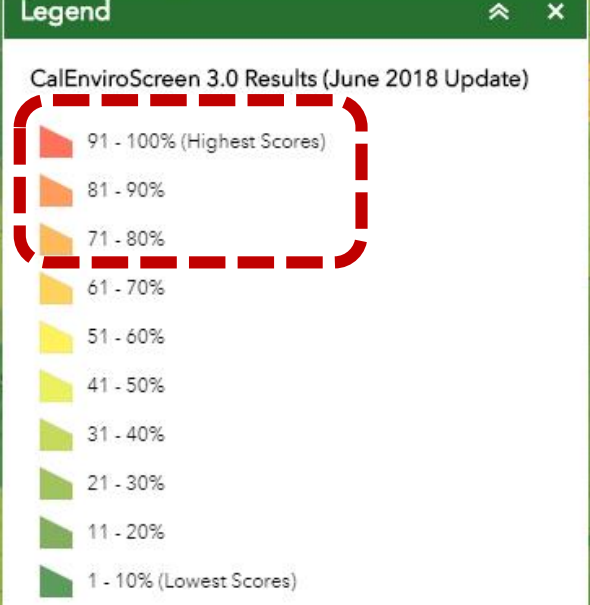 Legend
CalEnviroScreen 3.0 Results (June 2018 Update)
91 - 100% (Highest Scores)
81 - 90%
71 - 80%
61 - 70%
51 - 60%
41 - 50%
31 - 40%
21 - 30%
11 - 20%
1 - 10% (Lowest Scores)